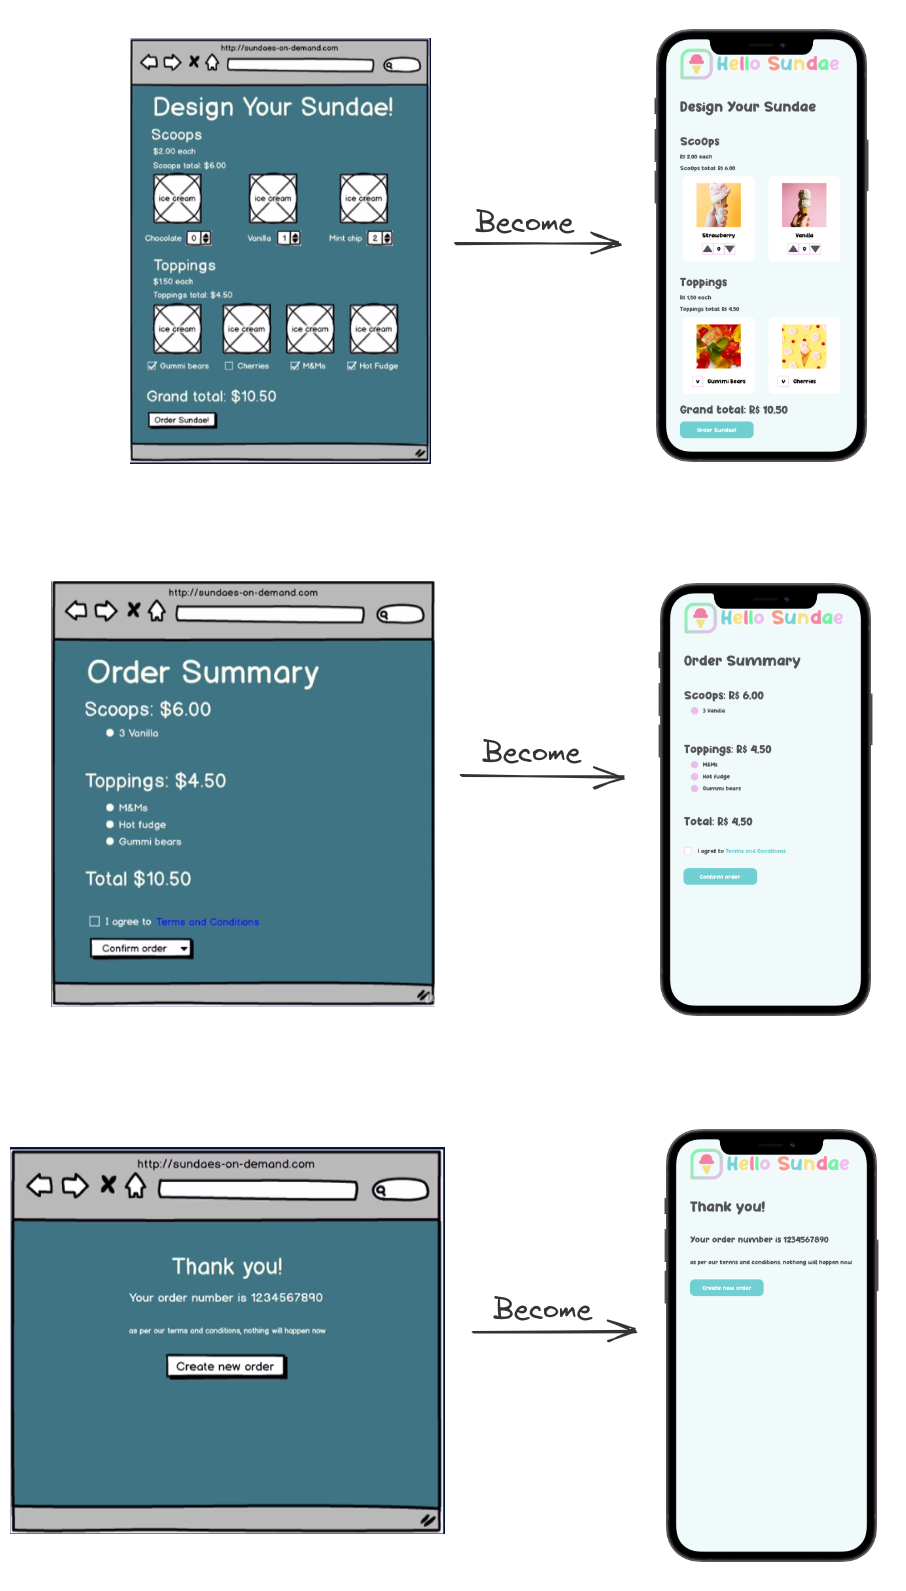 http://sundaes-on-demand.com
Design Your Sundae!
Scoops
$2.00 each
Scoops total: $6.00
ice cream ice cream ice cream
Chocolate 0 Vanilla 1 Mint chip 2
Toppings
$1.50 each
Toppings total: $4.50
ice cream ice cream ice cream ice cream
Gummi bears Cherries M&Ms Hot Fudge
Grand total: $10.50
Order Sundae!
Become
Hello Sundae
Design Your Sundae
Scoops
R$ 2,00 each
Scoops total: R$ 6,00
Strawberry Vanilla
0 0
Toppings
R$ 1,50 each
Toppings total: R$ 4,50
v Gummi Bears v Cherries
Grand total: R$ 10,50
Order Sundae!
http://sundaes-on-demand.com
Order Summary
Scoops: $6.00
3 Vanilla
Toppings: $4.50
M&Ms
Hot fudge
Gummi bears
Total $10.50
I agree to Terms and Conditions
Confirm order
Become
Hello Sundae
Order Summary
Scoops: R$ 6,00
3 Vanilla
Toppings: R$ 4,50
M&Ms
Hot fudge
Gummi bears
Total: R$ 4,50
I agret to Terms and Conditions
Confirm order
http://sundaes-on-demand.com
Thank you!
Your order number is 1234567890
as per our terms and conditions, nothing will happen now
Create new order
Become
Hello Sundae
Thank you!
Your order number is 1234567890
as per our terms and conditions, nothong will happen now
Create new order